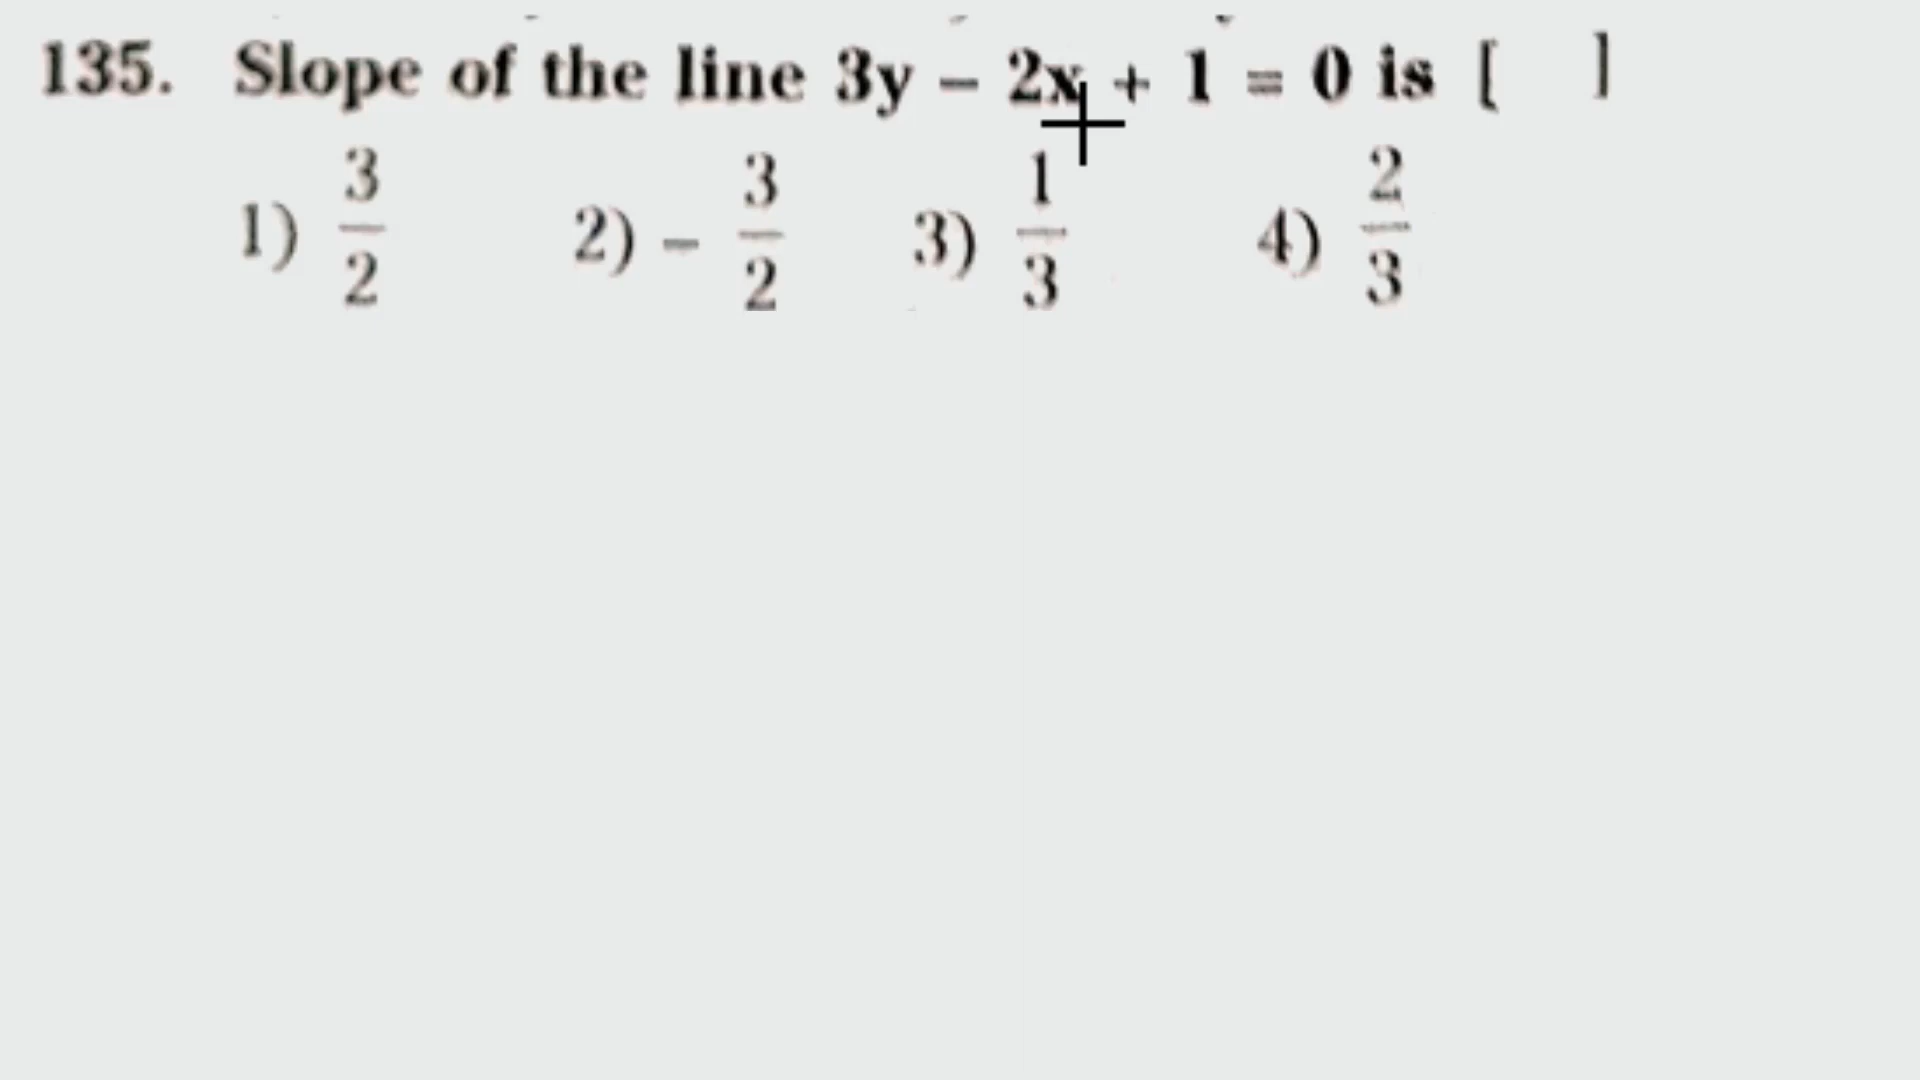 135. Slope of the line 3y – 2x + 1 = 0 is [ ]
1) 3/2 2) – 3/2 3) 1/3 4) 2/3